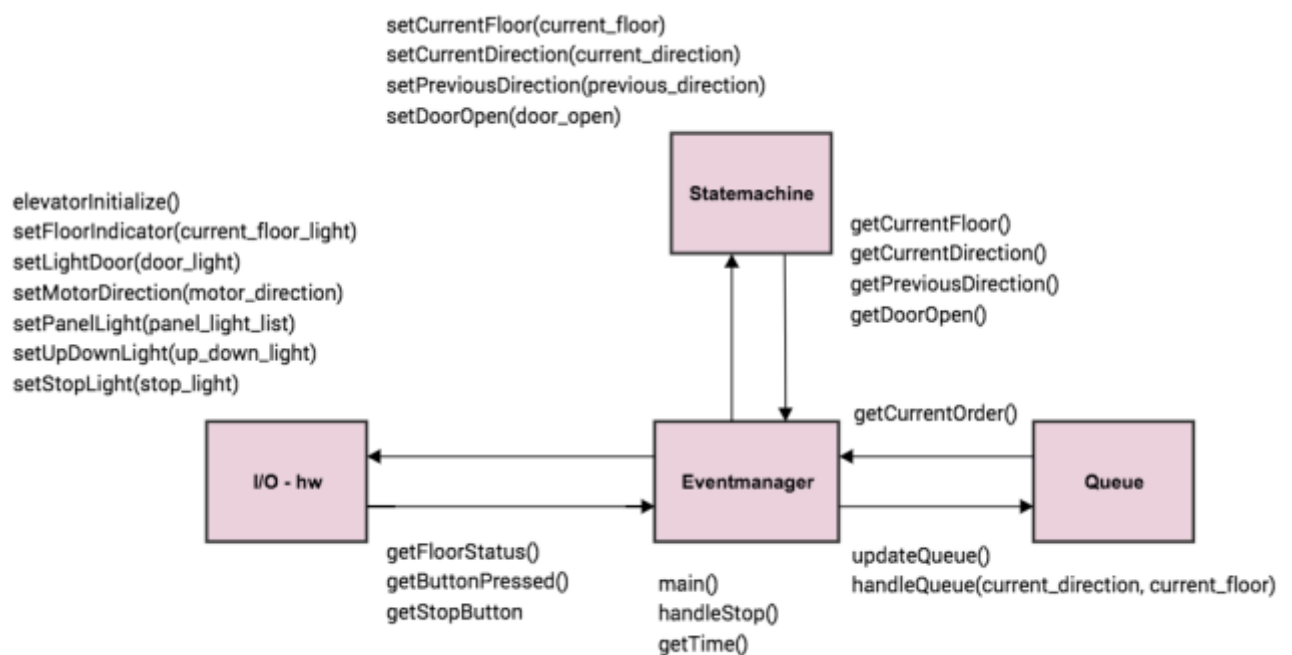 setCurrentFloor(current_floor)
setCurrentDirection(current_direction)
setPreviousDirection(previous_direction)
setDoorOpen(door_open)
Statemachine
elevatorInitialize()
setFloorIndicator(current_floor_light)
setLightDoor(door_light)
setMotorDirection(motor_direction)
setPanelLight(panel_light_list)
setUpDownLight(up_down_light)
setStopLight(stop_light)
getCurrentFloor()
getCurrentDirection()
getPreviousDirection()
getDoorOpen()
getCurrentOrder()
I/O - hw
Eventmanager
Queue
getFloorStatus()
getButtonPressed()
getStopButton
main()
handleStop()
getTime()
updateQueue()
handleQueue(current_direction, current_floor)